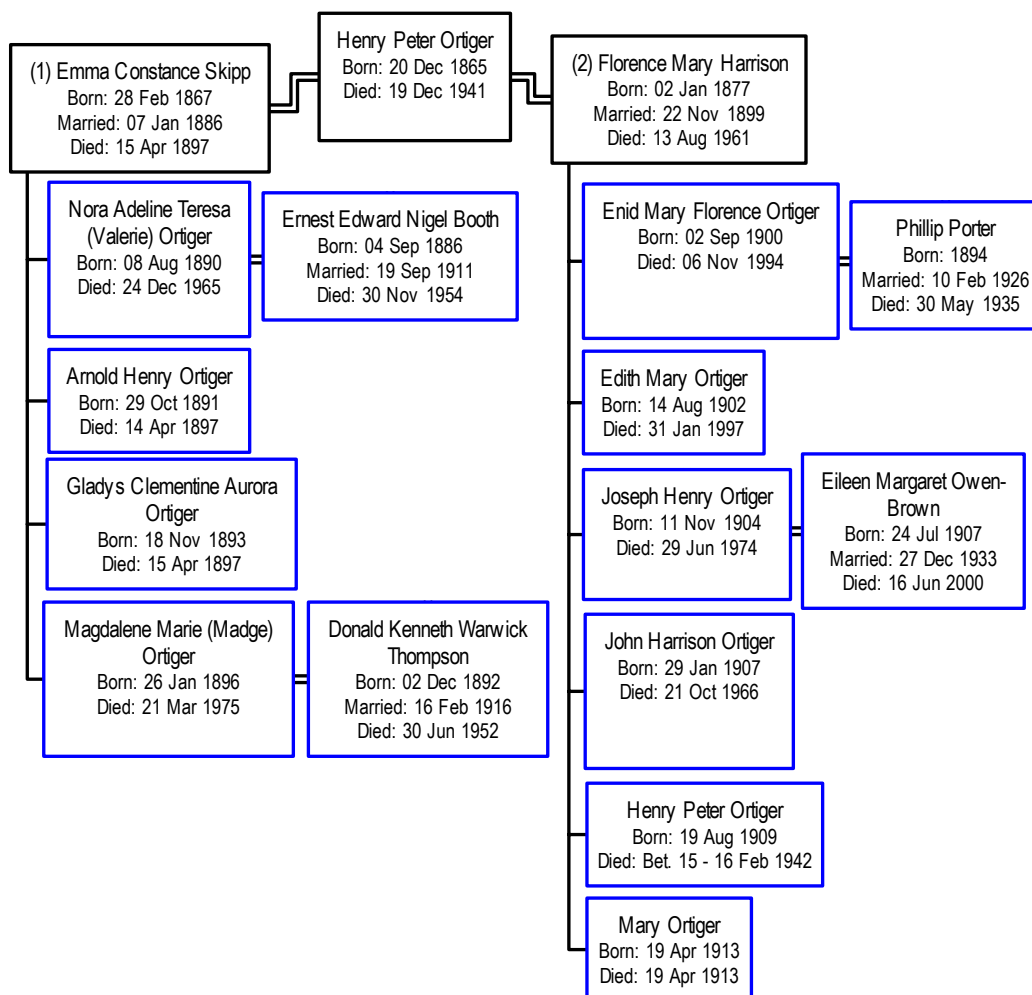 Henry Peter Ortiger
Born: 20 Dec 1865
Died: 19 Dec 1941
(1) Emma Constance Skipp
Born: 28 Feb 1867
Married: 07 Jan 1886
Died: 15 Apr 1897
(2) Florence Mary Harrison
Born: 02 Jan 1877
Married: 22 Nov 1899
Died: 13 Aug 1961
Nora Adeline Teresa
(Valerie) Ortiger
Born: 08 Aug 1890
Died: 24 Dec 1965
Ernest Edward Nigel Booth
Born: 04 Sep 1886
Married: 19 Sep 1911
Died: 30 Nov 1954
Arnold Henry Ortiger
Born: 29 Oct 1891
Died: 14 Apr 1897
Gladys Clementine Aurora
Ortiger
Born: 18 Nov 1893
Died: 15 Apr 1897
Magdalene Marie (Madge)
Ortiger
Born: 26 Jan 1896
Died: 21 Mar 1975
Donald Kenneth Warwick
Thompson
Born: 02 Dec 1892
Married: 16 Feb 1916
Died: 30 Jun 1952
Enid Mary Florence Ortiger
Born: 02 Sep 1900
Died: 06 Nov 1994
Phillip Porter
Born: 1894
Married: 10 Feb 1926
Died: 30 May 1935
Edith Mary Ortiger
Born: 14 Aug 1902
Died: 31 Jan 1997
Joseph Henry Ortiger
Born: 11 Nov 1904
Died: 29 Jun 1974
Eileen Margaret Owen-
Brown
Born: 24 Jul 1907
Married: 27 Dec 1933
Died: 16 Jun 2000
John Harrison Ortiger
Born: 29 Jan 1907
Died: 21 Oct 1966
Henry Peter Ortiger
Born: 19 Aug 1909
Died: Bet. 15 - 16 Feb 1942
Mary Ortiger
Born: 19 Apr 1913
Died: 19 Apr 1913